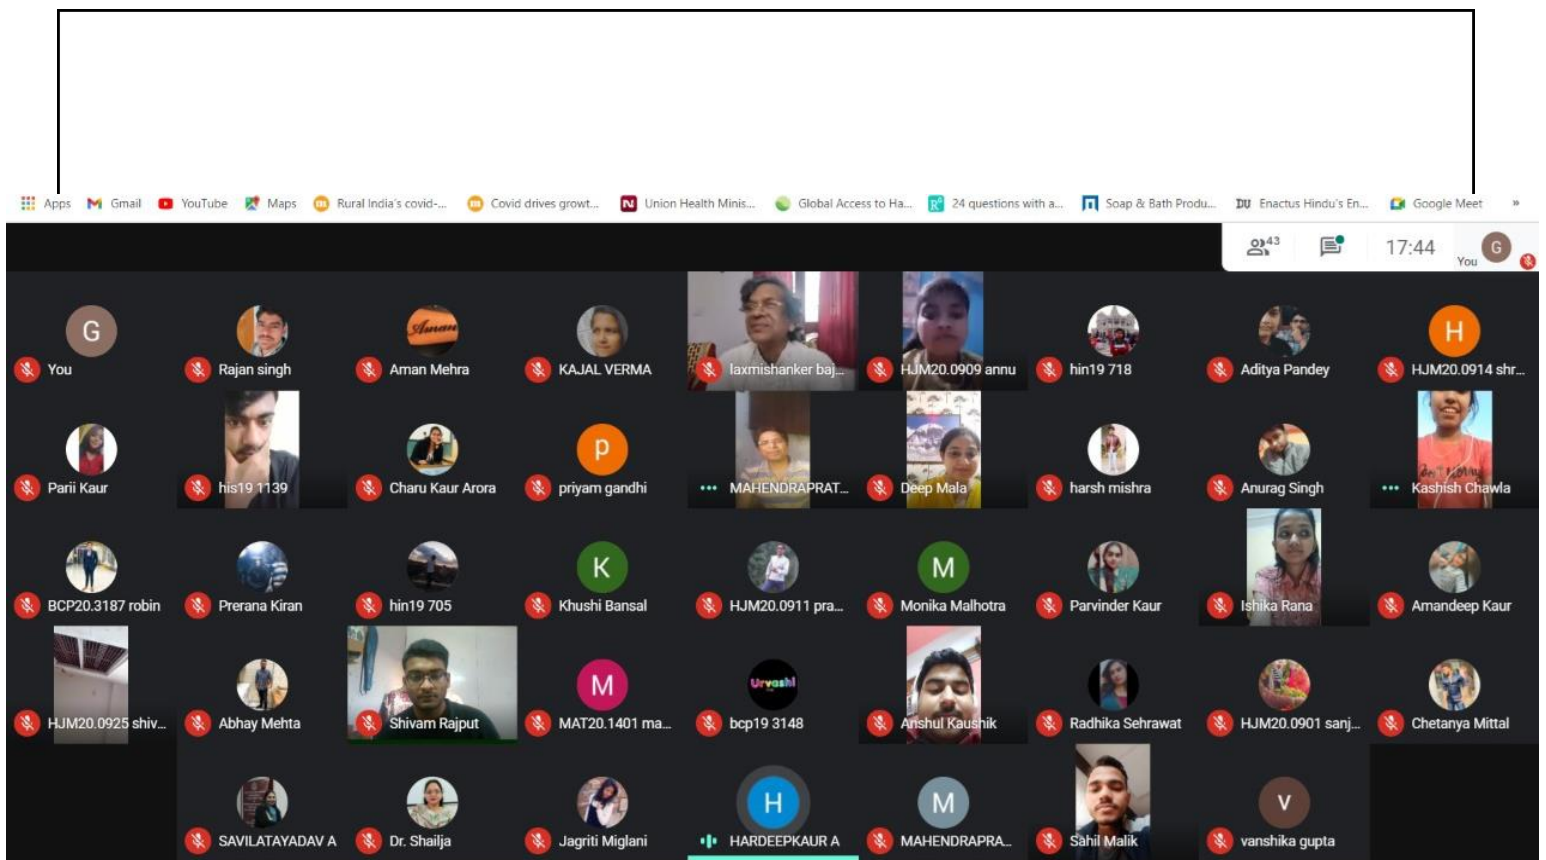 Apps Gmail YouTube Maps Rural India's covid-... Covid drives growt... Union Health Minis... Global Access to Ha... 24 questions with a... Soap & Bath Produ... DU Enactus Hindu's En... Google Meet »
43 17:44 You G
G H
You Rajan singh Aman Mehra KAJAL VERMA laxmishanker baj... HJM20.0909 annu hin19 718 Aditya Pandey HJM20.0914 shr...
p
Parii Kaur his19 1139 Charu Kaur Arora priyam gandhi MAHENDRAPRAT... Deep Mala harsh mishra Anurag Singh Kashish Chawla
K M
BCP20.3187 robin Prerana Kiran hin19 705 Khushi Bansal HJM20.0911 pra... Monika Malhotra Parvinder Kaur Ishika Rana Amandeep Kaur
M Urvashi
HJM20.0925 shiv... Abhay Mehta Shivam Rajput MAT20.1401 ma... bcp19 3148 Anshul Kaushik Radhika Sehrawat HJM20.0901 sanj... Chetanya Mittal
H M V
SAVILATAYADAV A Dr. Shailja Jagriti Miglani HARDEEPKAUR A MAHENDRAPRA... Sahil Malik vanshika gupta